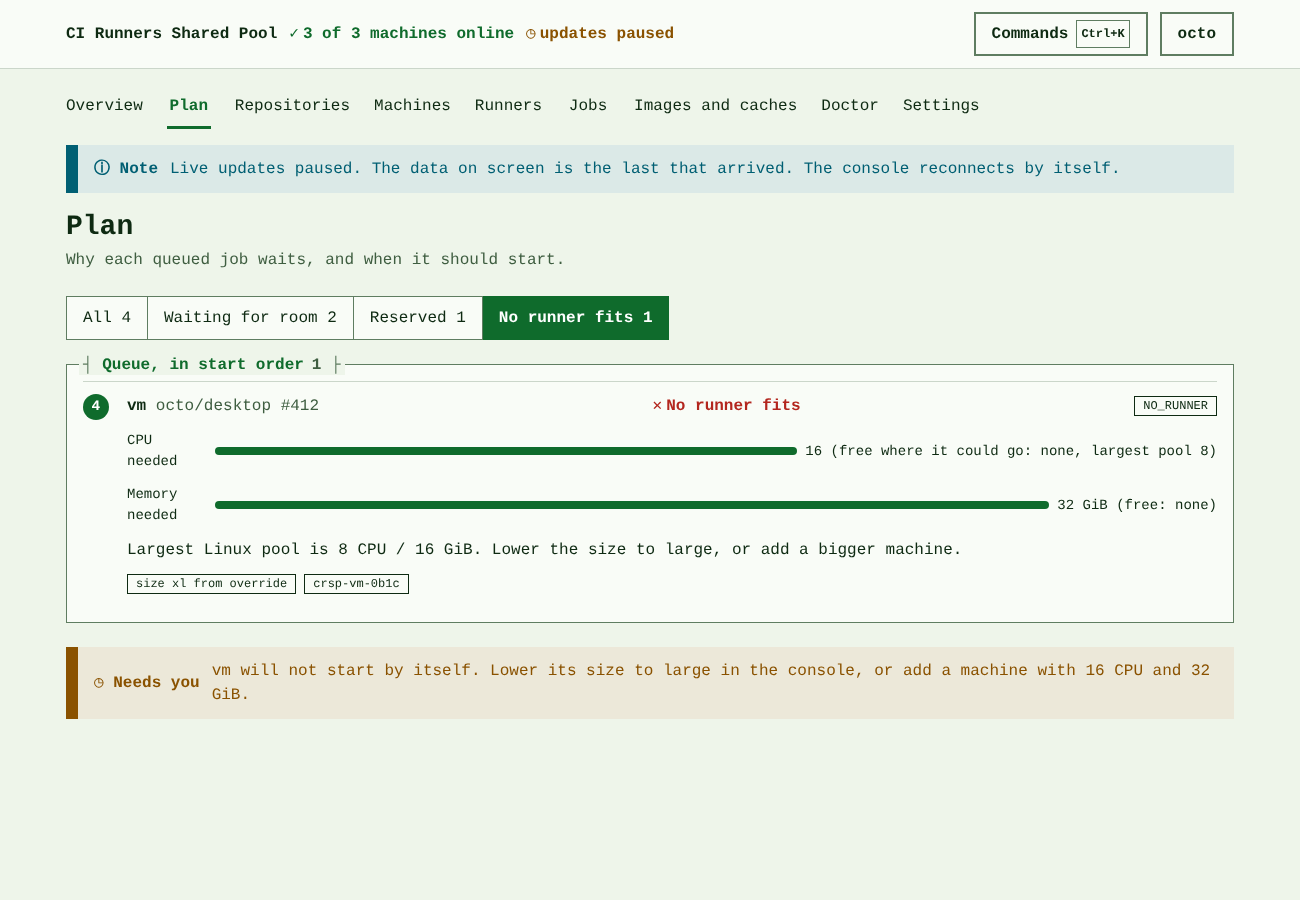 CI Runners Shared Pool ✓ 3 of 3 machines online ◷ updates paused Commands Ctrl+K octo
Overview Plan Repositories Machines Runners Jobs Images and caches Doctor Settings
ⓘ Note Live updates paused. The data on screen is the last that arrived. The console reconnects by itself.
Plan
Why each queued job waits, and when it should start.
All 4 Waiting for room 2 Reserved 1 No runner fits 1
┤ Queue, in start order 1 ├
4 vm octo/desktop #412 × No runner fits NO_RUNNER
CPU
needed
16 (free where it could go: none, largest pool 8)
Memory
needed
32 GiB (free: none)
Largest Linux pool is 8 CPU / 16 GiB. Lower the size to large, or add a bigger machine.
size xl from override crsp-vm-0b1c
◷ Needs you
vm will not start by itself. Lower its size to large in the console, or add a machine with 16 CPU and 32
GiB.